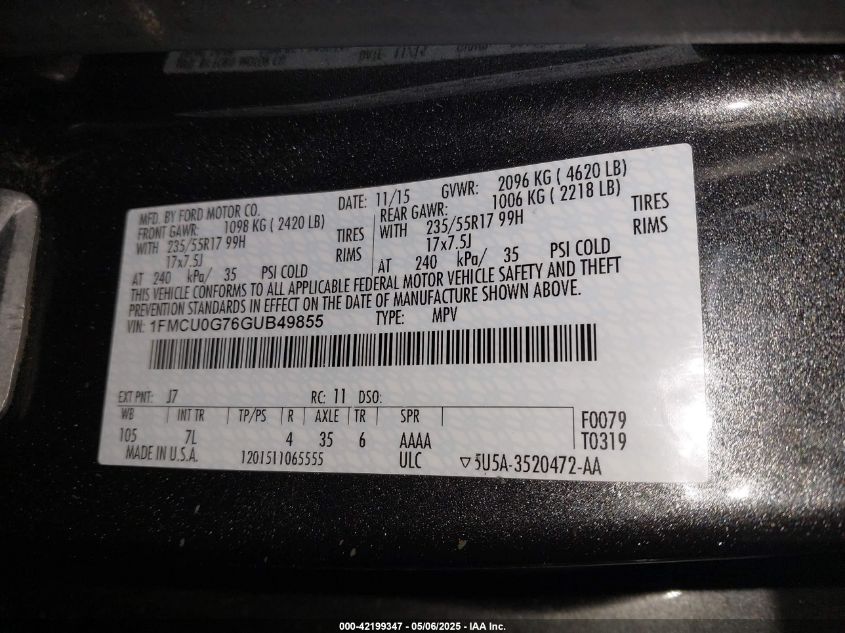 MFD. BY FORD MOTOR CO. DATE: 11/15 GVWR: 2096 KG ( 4620 LB)
FRONT GAWR: 1098 KG ( 2420 LB) REAR GAWR: 1006 KG ( 2218 LB)
WITH 235/55R17 99H TIRES WITH 235/55R17 99H TIRES
17x7.5J RIMS 17x7.5J RIMS
AT 240 kPa/ 35 PSI COLD AT 240 kPa/ 35 PSI COLD
THIS VEHICLE CONFORMS TO ALL APPLICABLE FEDERAL MOTOR VEHICLE SAFETY AND THEFT
PREVENTION STANDARDS IN EFFECT ON THE DATE OF MANUFACTURE SHOWN ABOVE.
VIN: 1FMCU0G76GUB49855 TYPE: MPV
EXT PNT: J7 RC: 11 DSO:
WB INT TR TP/PS R AXLE TR SPR F0079
105 7L 4 35 6 AAAA T0319
MADE IN U.S.A. 1201511065555 ULC ▽5U5A-3520472-AA
000-42199347 - 05/06/2025 - IAA Inc.